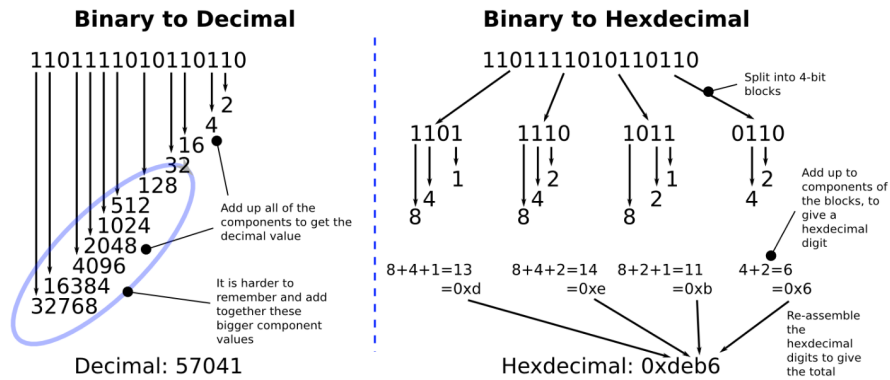 Binary to Decimal
1101111010110110
2
4
16
32
128
512
1024
2048
4096
16384
32768
Add up all of the
components to get the
decimal value
It is harder to
remember and add
together these
bigger component
values
Decimal: 57041
Binary to Hexdecimal
1101111010110110
Split into 4-bit
blocks
1101 1110 1011 0110
1 2 1 2
4 4 2 4
8 8 8
Add up to
components of
the blocks, to
give a
hexdecimal
digit
8+4+1=13 8+4+2=14 8+2+1=11 4+2=6
=0xd =0xe =0xb =0x6
Re-assemble
the
hexdecimal
digits to give
the total
Hexdecimal: 0xdeb6